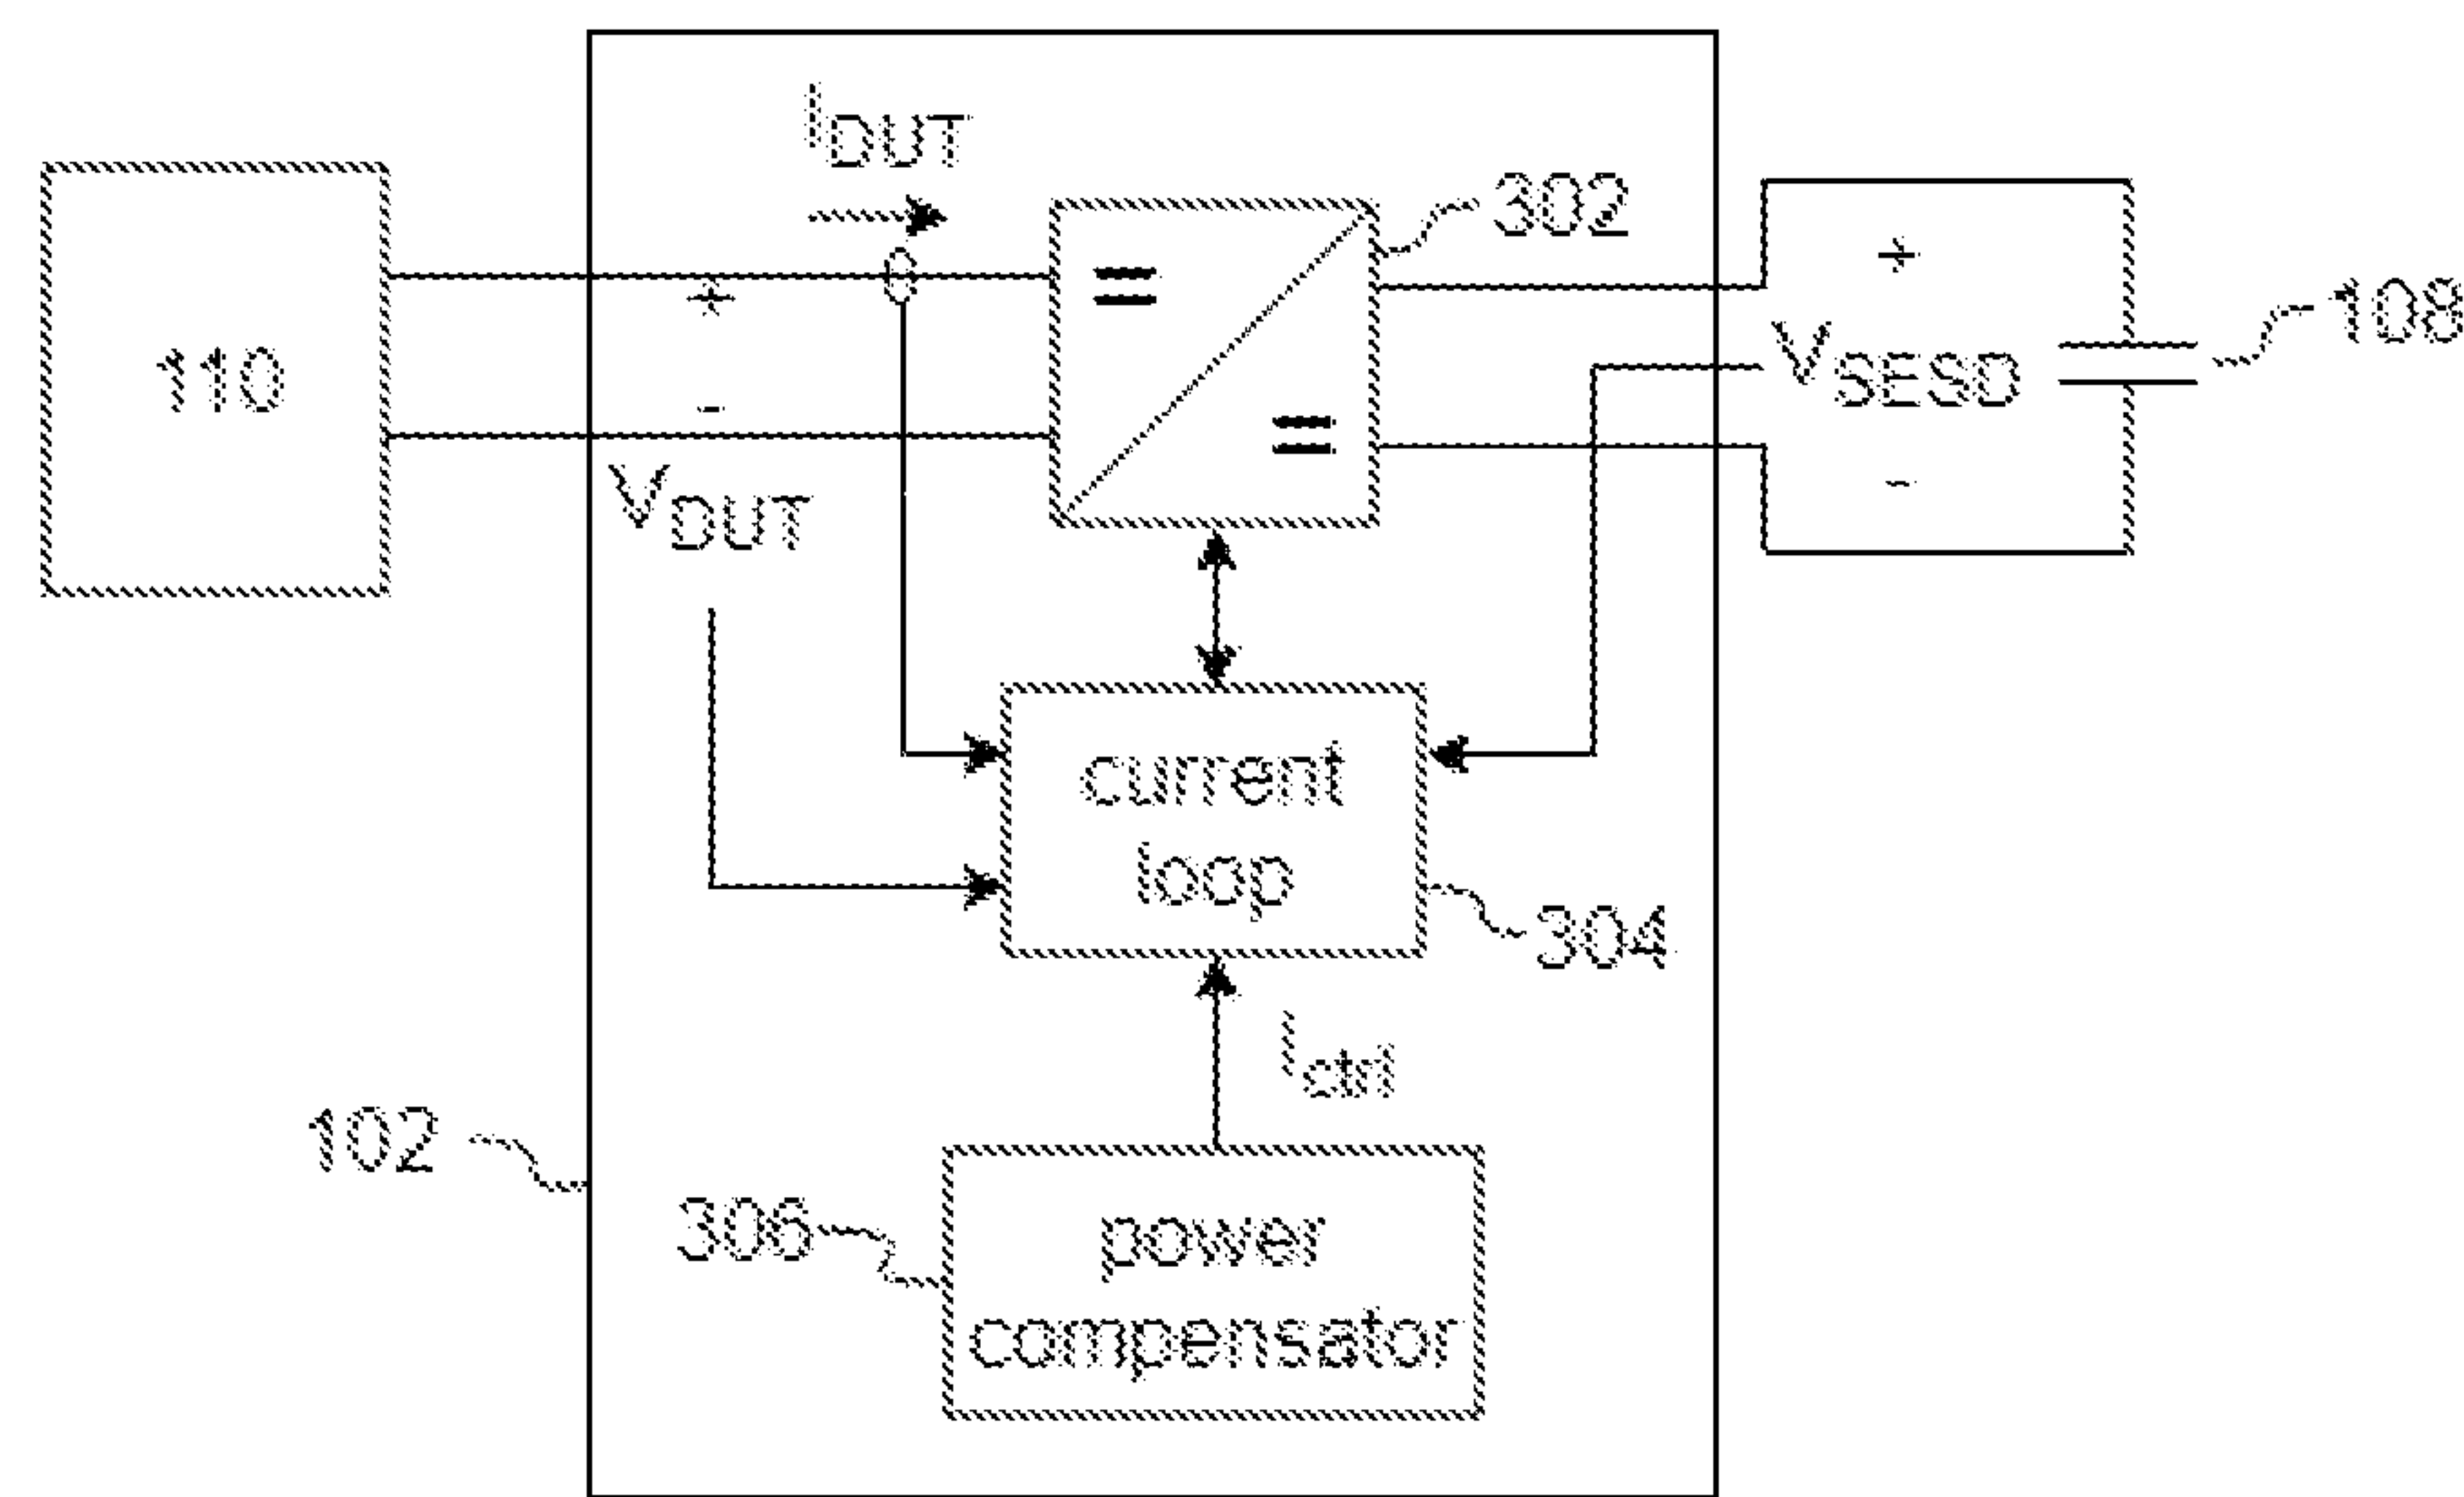 I_DUT
302
+
=
+
108
110
V_SESD
-
=
-
V_DUT
current
loop
304
I_ctrl
102
306
power
compensator